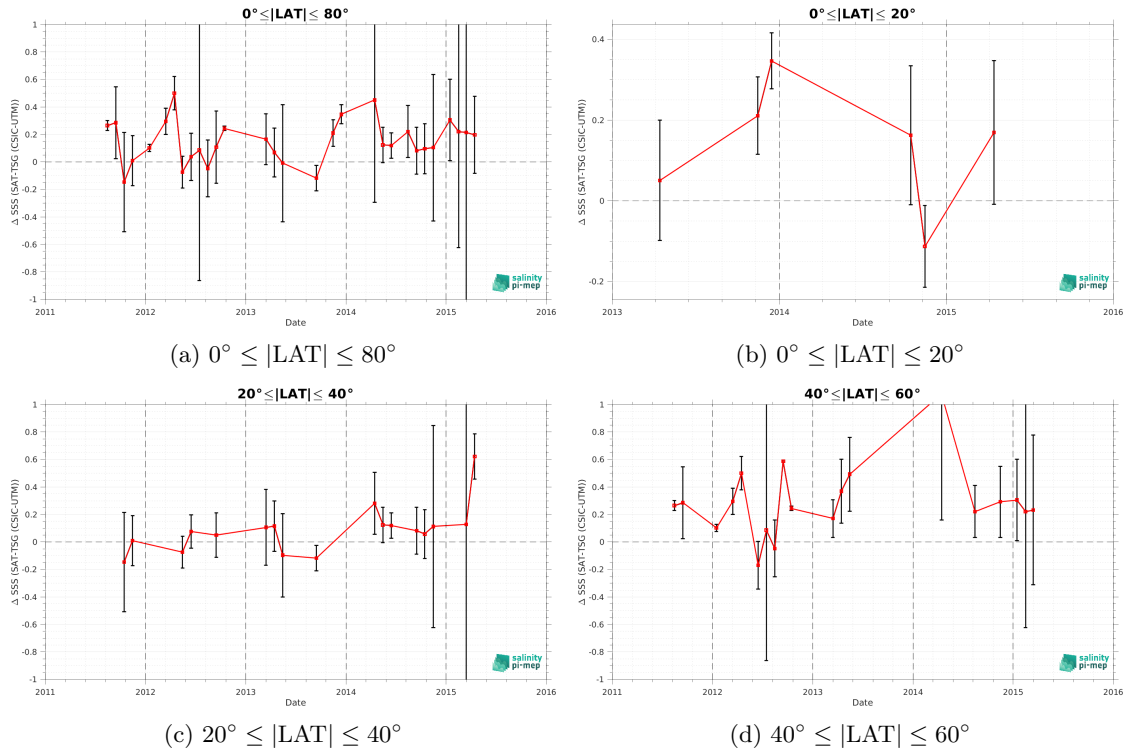 0°≤|LAT|≤ 80°
1
0.8
0.6
0.4
0.2
0
-0.2
-0.4
-0.6
-0.8
-1
Δ SSS (SAT-TSG (CSIC-UTM))
2011 2012 2013 2014 2015 2016
Date
salinity
pi-mep
(a) 0° ≤ |LAT| ≤ 80°
0°≤|LAT|≤ 20°
0.4
0.2
0
-0.2
Δ SSS (SAT-TSG (CSIC-UTM))
2013 2014 2015 2016
Date
salinity
pi-mep
(b) 0° ≤ |LAT| ≤ 20°
20°≤|LAT|≤ 40°
1
0.8
0.6
0.4
0.2
0
-0.2
-0.4
-0.6
-0.8
-1
Δ SSS (SAT-TSG (CSIC-UTM))
2011 2012 2013 2014 2015 2016
Date
salinity
pi-mep
(c) 20° ≤ |LAT| ≤ 40°
40°≤|LAT|≤ 60°
1
0.8
0.6
0.4
0.2
0
-0.2
-0.4
-0.6
-0.8
-1
Δ SSS (SAT-TSG (CSIC-UTM))
2011 2012 2013 2014 2015 2016
Date
salinity
pi-mep
(d) 40° ≤ |LAT| ≤ 60°